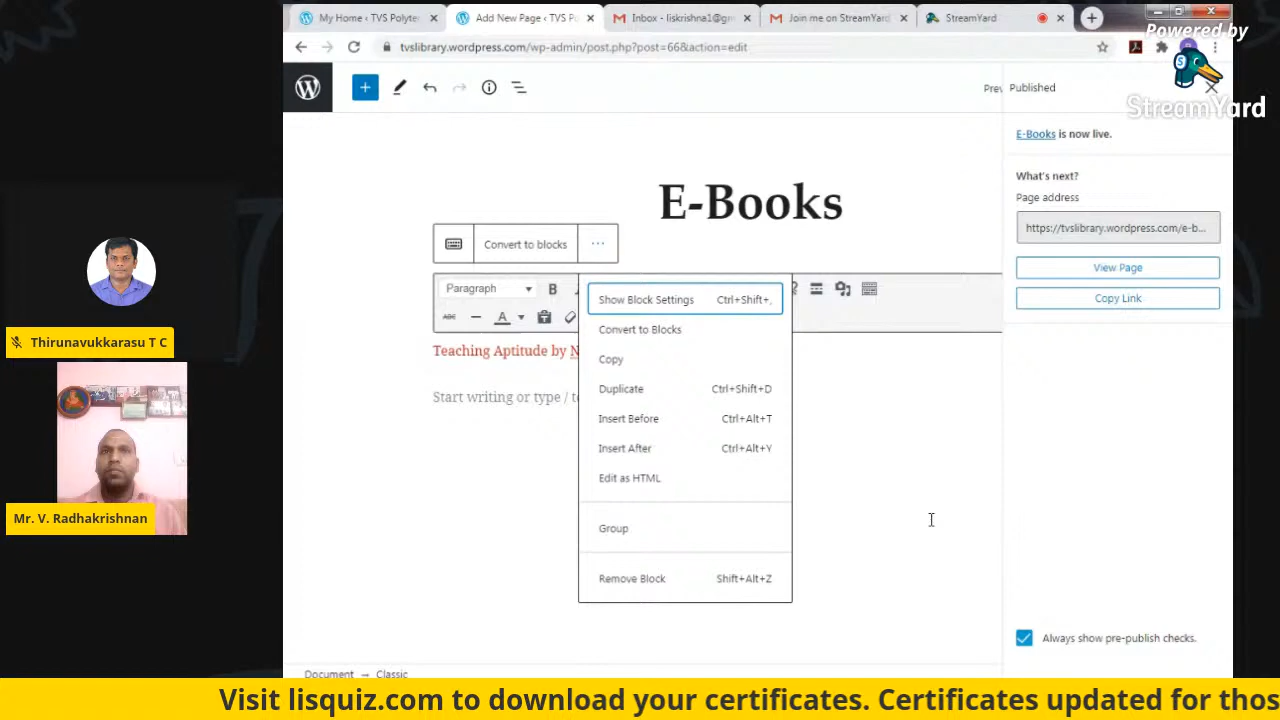 My Home ‹ TVS Polyte
Add New Page ‹ TVS Po
Inbox - liskrishna1@gm
Join me on StreamYard
StreamYard
tvslibrary.wordpress.com/wp-admin/post.php?post=66&action=edit
Powered by
StreamYard
Prev
Published
E-Books is now live.
What's next?
Page address
https://tvslibrary.wordpress.com/e-b...
View Page
Copy Link
E-Books
Convert to blocks
Paragraph
B
ABC
A
Teaching Aptitude by N
Start writing or type / to
Show Block Settings Ctrl+Shift+,
Convert to Blocks
Copy
Duplicate Ctrl+Shift+D
Insert Before Ctrl+Alt+T
Insert After Ctrl+Alt+Y
Edit as HTML
Group
Remove Block Shift+Alt+Z
Always show pre-publish checks.
Document → Classic
Thirunavukkarasu T C
Mr. V. Radhakrishnan
Visit lisquiz.com to download your certificates. Certificates updated for thos